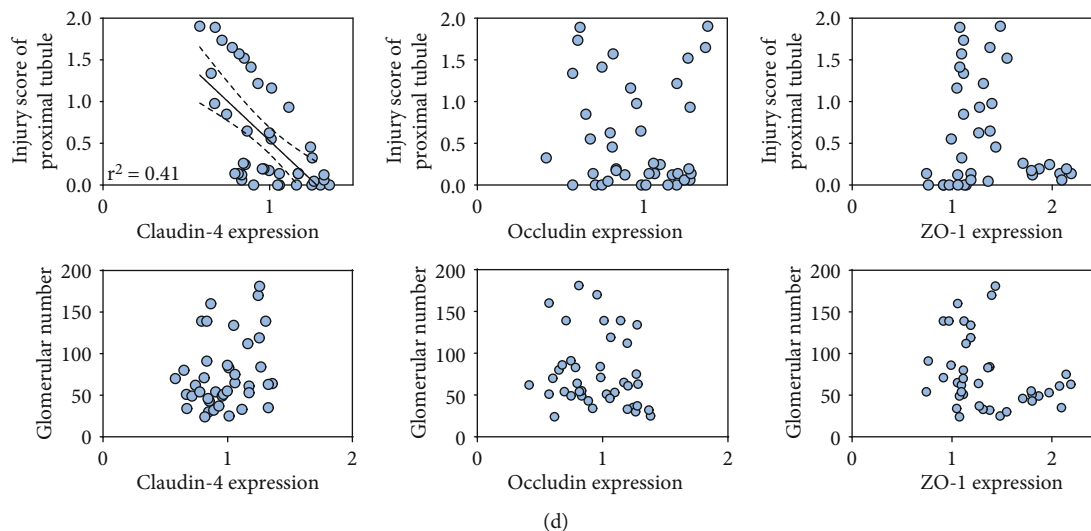 Injury score of
proximal tubule
2.0
1.5
1.0
0.5
0.0
r² = 0.41
0
1
Claudin-4 expression
Injury score of
proximal tubule
2.0
1.5
1.0
0.5
0.0
0
1
Occludin expression
Injury score of
proximal tubule
2.0
1.5
1.0
0.5
0.0
0
1
2
ZO-1 expression
Glomerular number
200
150
100
50
0
0
1
2
Claudin-4 expression
Glomerular number
200
150
100
50
0
0
1
2
Occludin expression
Glomerular number
200
150
100
50
0
0
1
2
ZO-1 expression
(d)